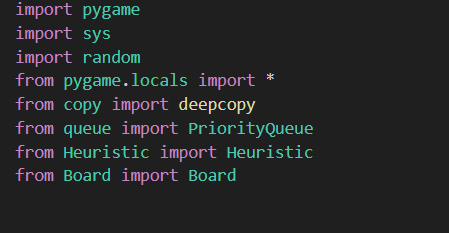 import pygame
import sys
import random
from pygame.locals import *
from copy import deepcopy
from queue import PriorityQueue
from Heuristic import Heuristic
from Board import Board